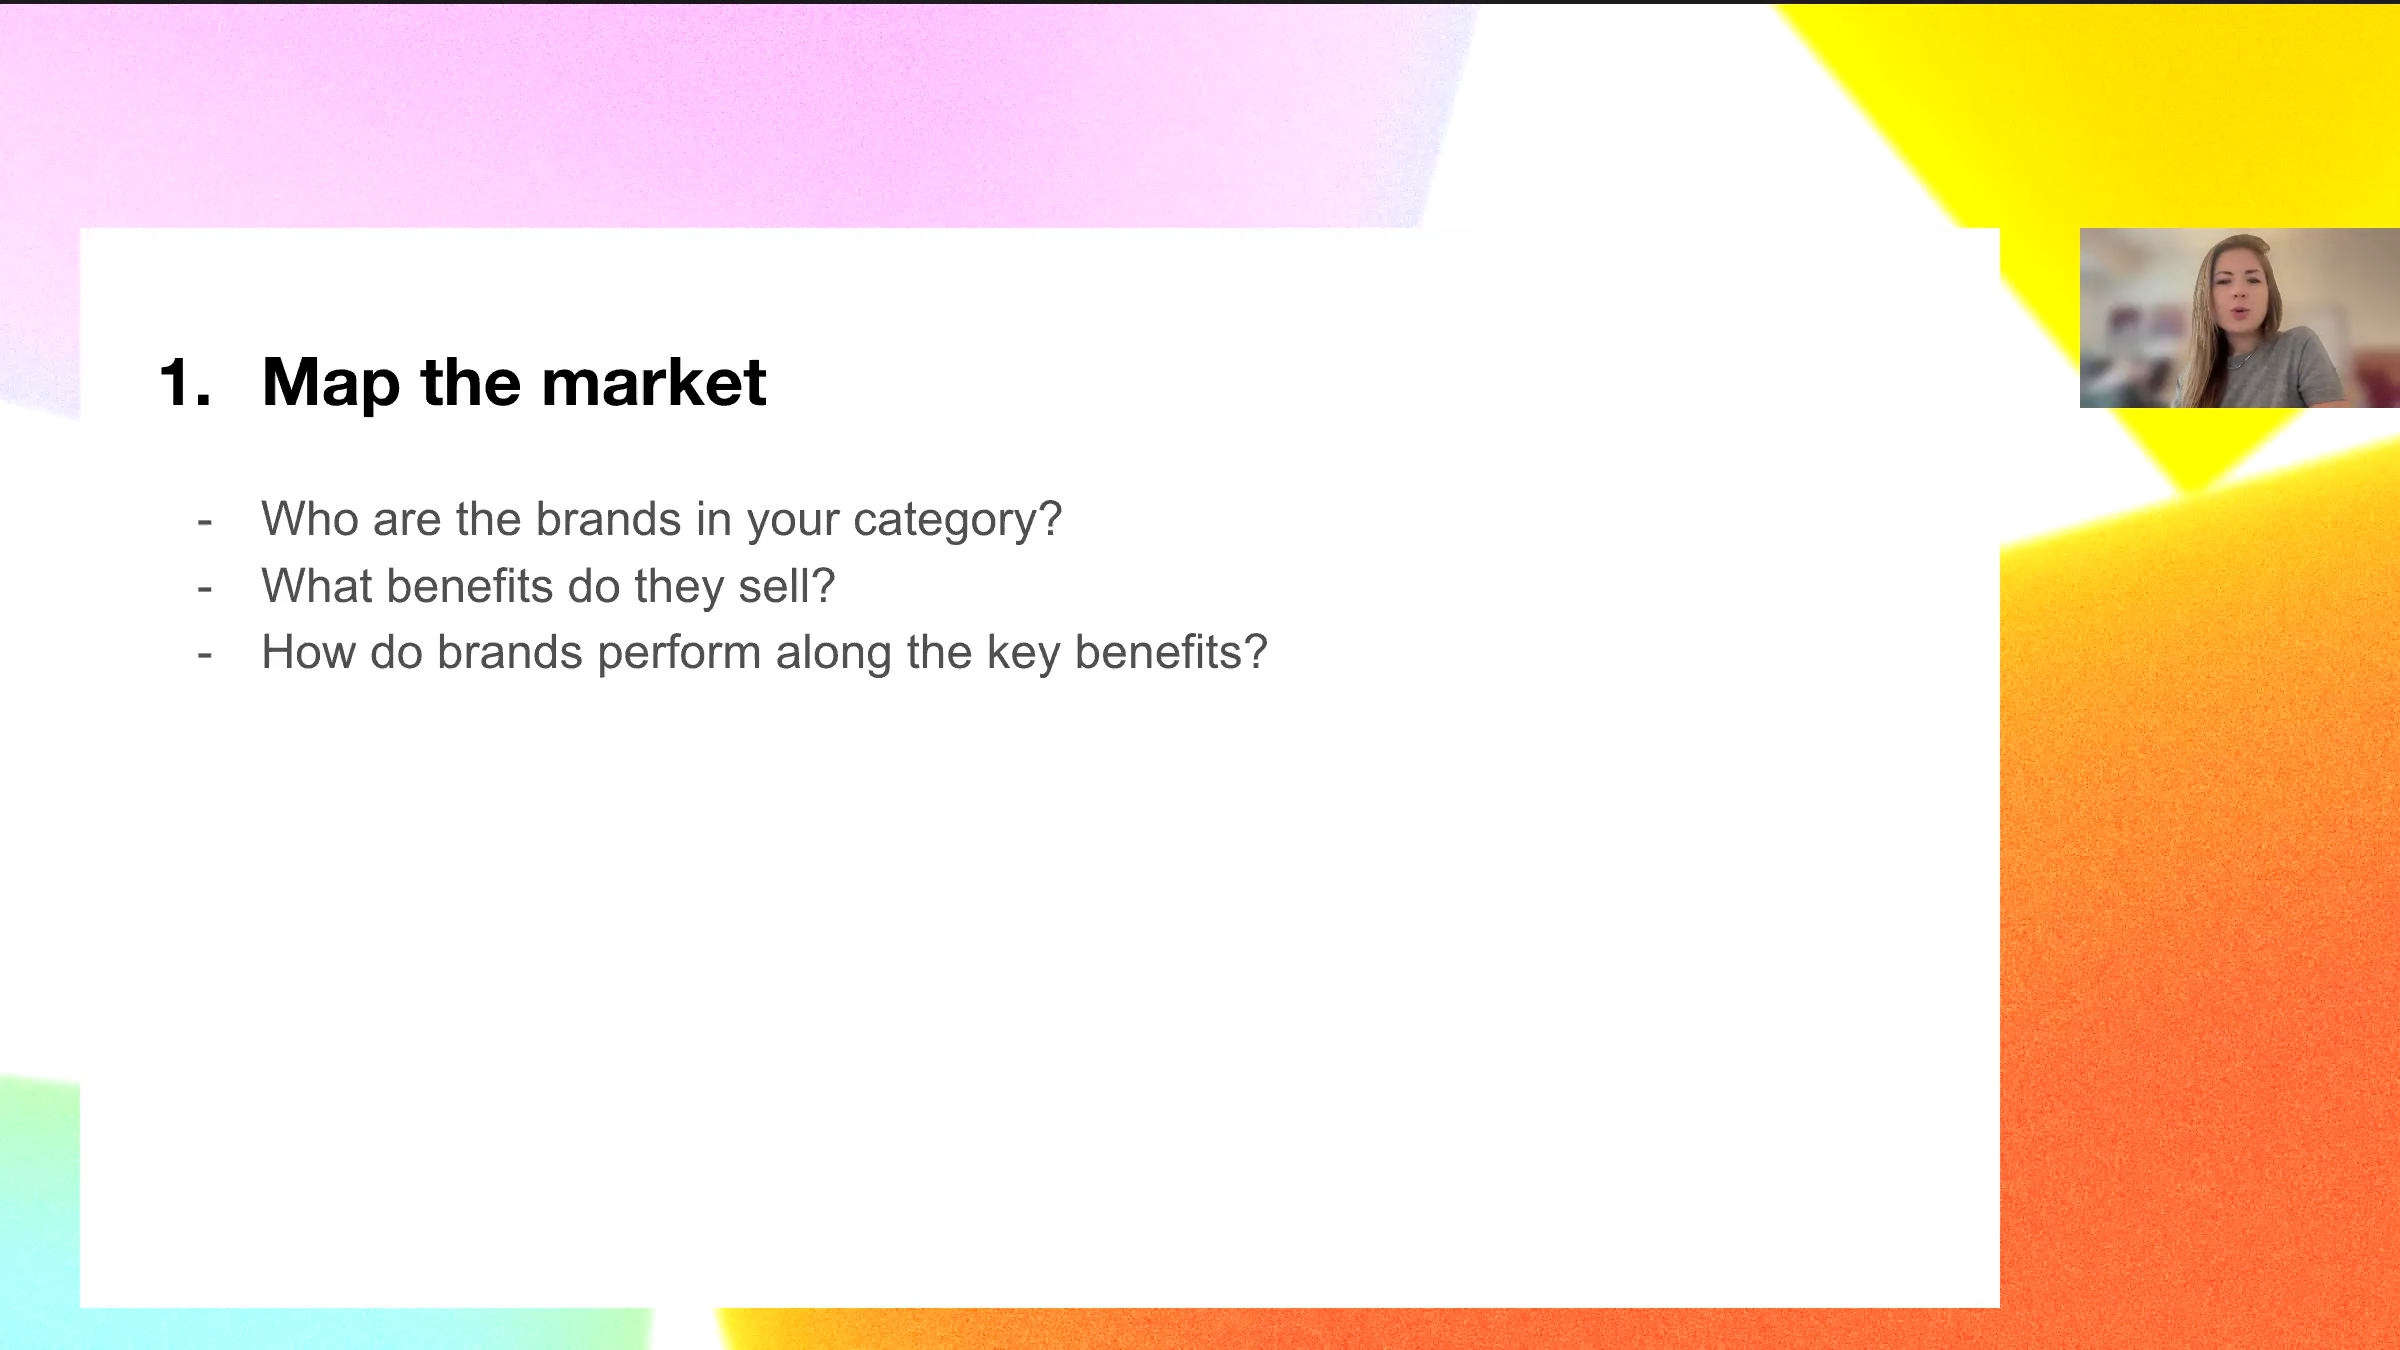 1. Map the market
- Who are the brands in your category?
- What benefits do they sell?
- How do brands perform along the key benefits?